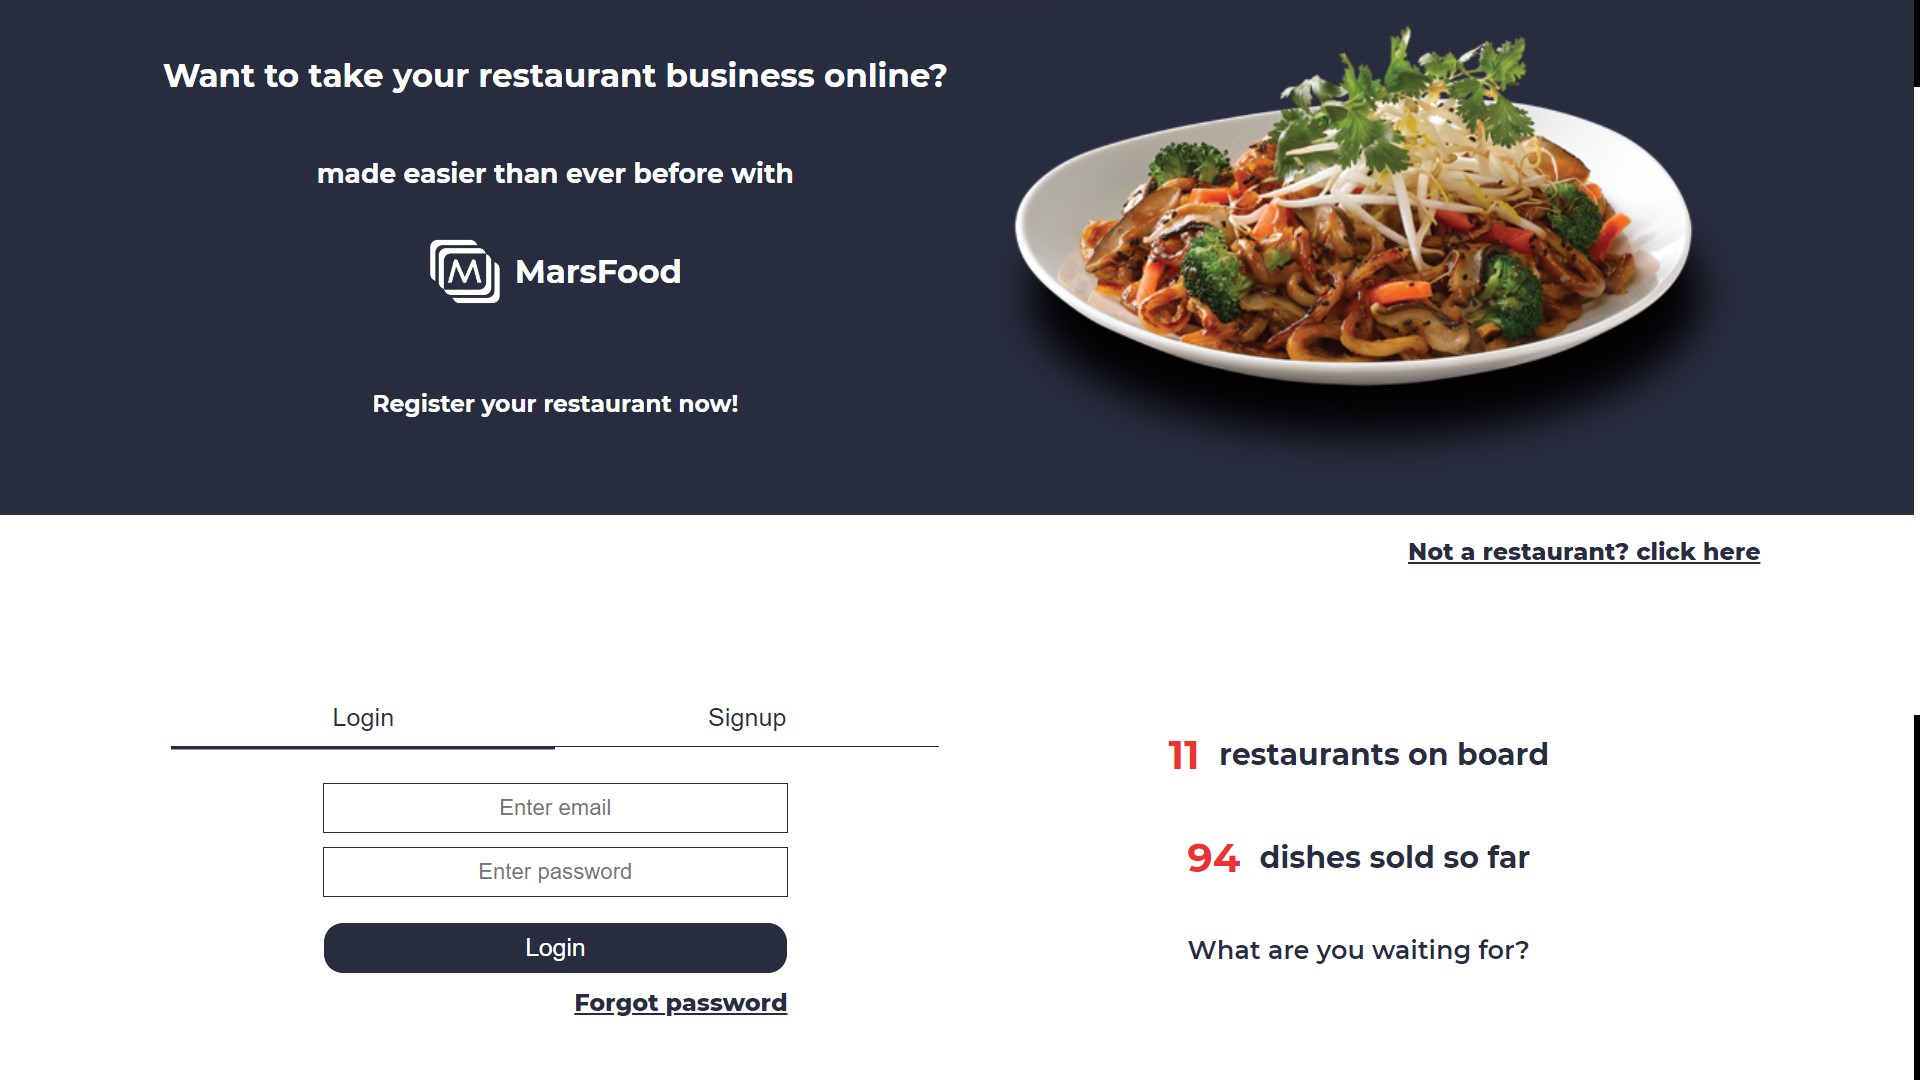 Want to take your restaurant business online?
made easier than ever before with
M MarsFood
Register your restaurant now!
Not a restaurant? click here
Login
Signup
Enter email
Enter password
Login
Forgot password
11 restaurants on board
94 dishes sold so far
What are you waiting for?